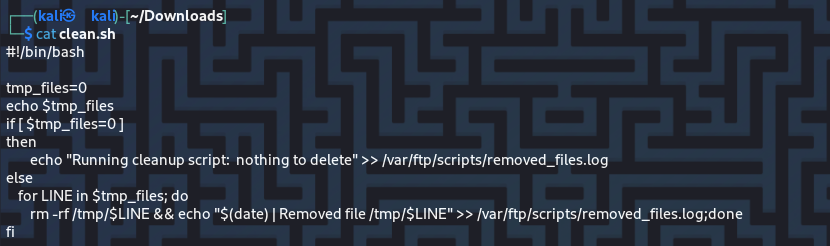 ┌──(kali㉿kali)-[~/Downloads]
└─$ cat clean.sh
#!/bin/bash
tmp_files=0
echo $tmp_files
if [ $tmp_files=0 ]
then
echo "Running cleanup script:  nothing to delete" >> /var/ftp/scripts/removed_files.log
else
for LINE in $tmp_files; do
rm -rf /tmp/$LINE && echo "$(date) | Removed file /tmp/$LINE" >> /var/ftp/scripts/removed_files.log;done
fi